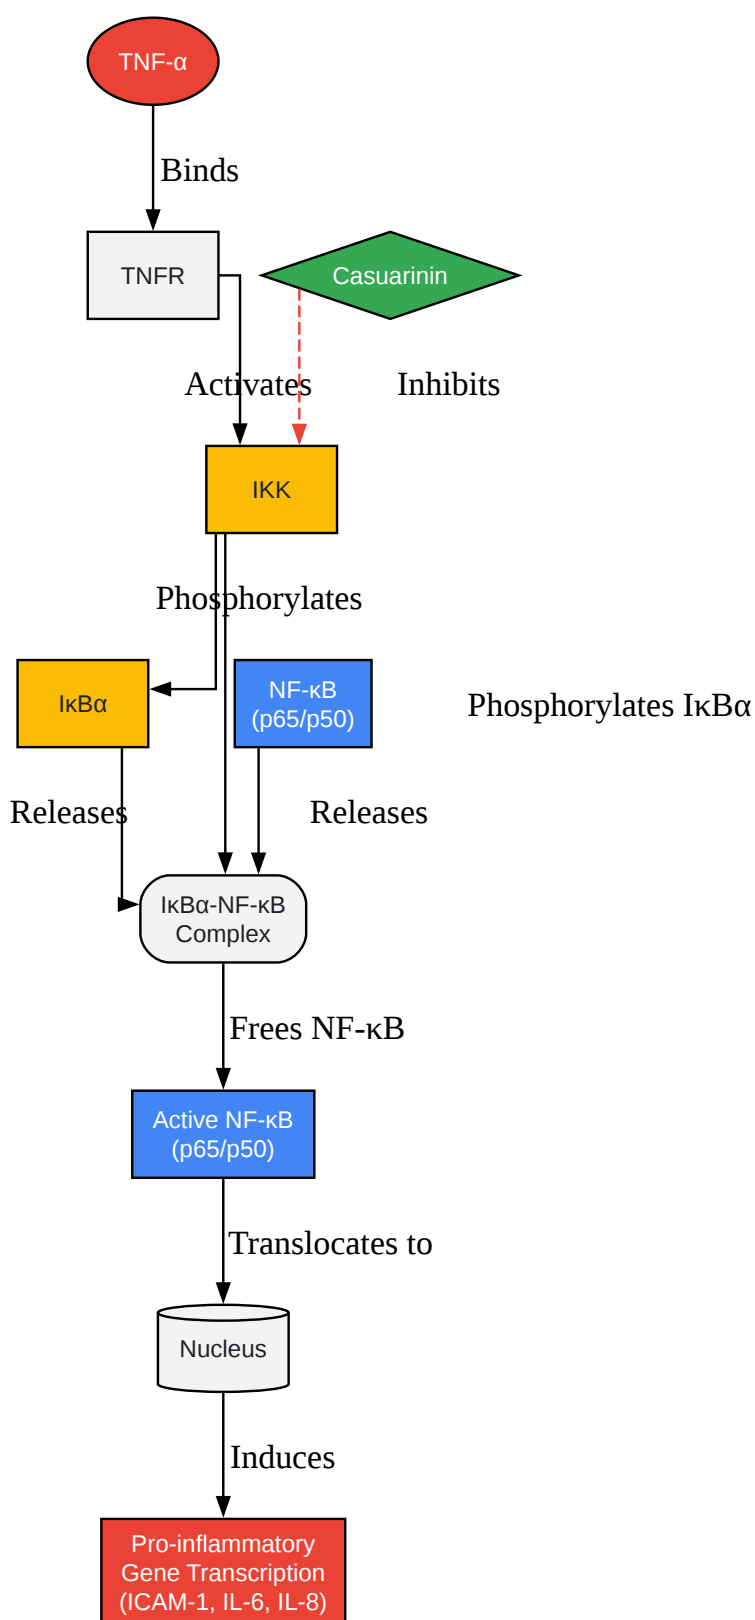 TNF-α
Binds
TNFR
Casuarinin
Activates
Inhibits
IKK
Phosphorylates
IκBα
NF-κB
(p65/p50)
Phosphorylates IκBα
Releases
Releases
IκBα-NF-κB
Complex
Frees NF-κB
Active NF-κB
(p65/p50)
Translocates to
Nucleus
Induces
Pro-inflammatory
Gene Transcription
(ICAM-1, IL-6, IL-8)